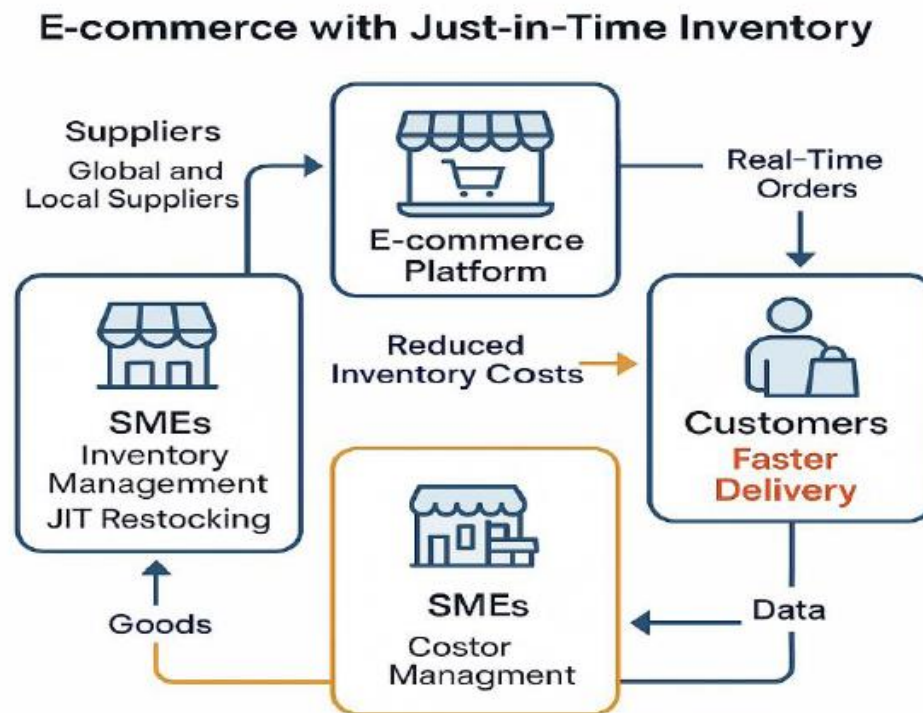 E-commerce with Just-in-Time Inventory
Suppliers
Global and
Local Suppliers
E-commerce
Platform
Real-Time
Orders
Reduced
Inventory Costs
SMEs
Inventory
Managemment
JIT Restocking
Customers
Faster
Delivery
SMEs
Costor
Managment
Goods
Data